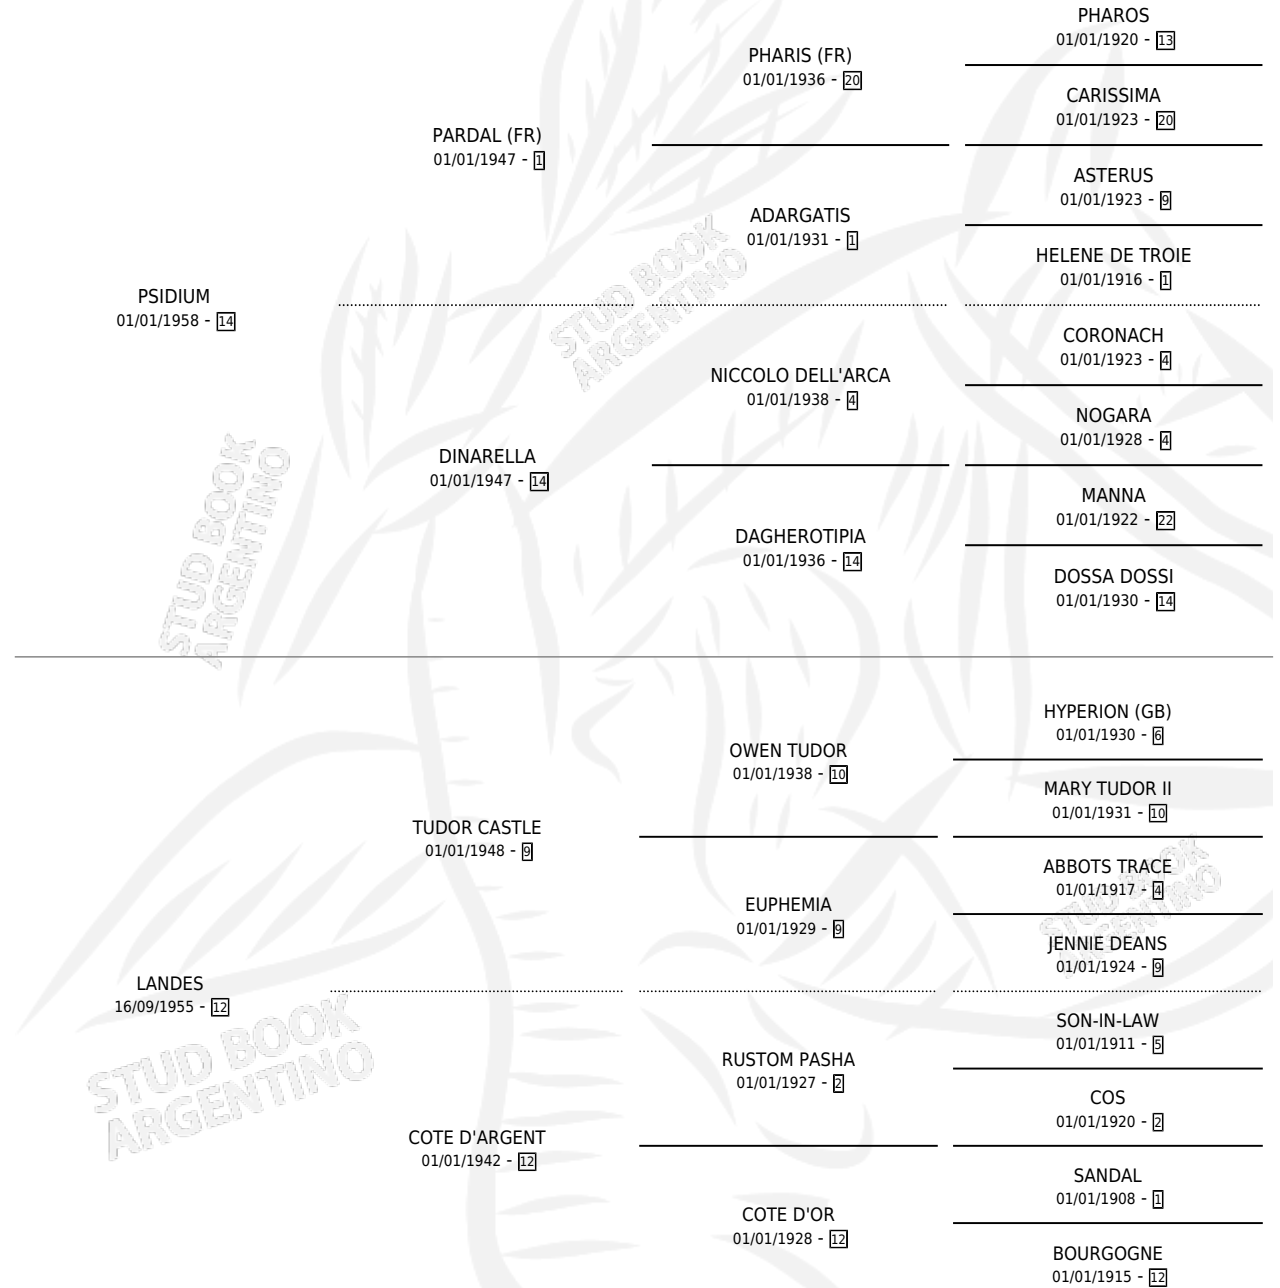 PHAROS
01/01/1920 - 13
PHARIS (FR)
01/01/1936 - 20
CARISSIMA
01/01/1923 - 20
PARDAL (FR)
01/01/1947 - 1
ASTERUS
01/01/1923 - 9
ADARGATIS
01/01/1931 - 1
HELENE DE TROIE
01/01/1916 - 1
PSIDIUM
01/01/1958 - 14
STUD BOOK
ARGENTINO
CORONACH
01/01/1923 - 4
NICCOLO DELL'ARCA
01/01/1938 - 4
NOGARA
01/01/1928 - 4
DINARELLA
01/01/1947 - 14
MANNA
01/01/1922 - 22
DAGHEROTIPIA
01/01/1936 - 14
DOSSA DOSSI
01/01/1930 - 14
STUD BOOK
ARGENTINO
HYPERION (GB)
01/01/1930 - 6
OWEN TUDOR
01/01/1938 - 10
MARY TUDOR II
01/01/1931 - 10
TUDOR CASTLE
01/01/1948 - 9
ABBOTS TRACE
01/01/1917 - 4
EUPHEMIA
01/01/1929 - 9
JENNIE DEANS
01/01/1924 - 9
STUD BOOK
ARGENTINO
LANDES
16/09/1955 - 12
SON-IN-LAW
01/01/1911 - 5
RUSTOM PASHA
01/01/1927 - 2
COS
01/01/1920 - 2
STUD BOOK
ARGENTINO
COTE D'ARGENT
01/01/1942 - 12
SANDAL
01/01/1908 - 1
COTE D'OR
01/01/1928 - 12
BOURGOGNE
01/01/1915 - 12